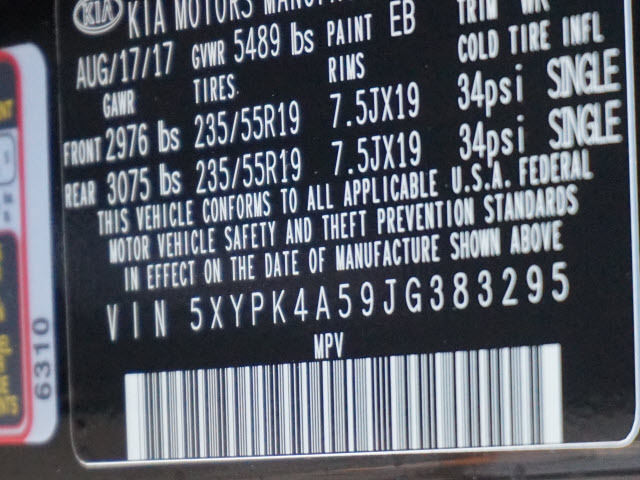 KIA KIA MOTORS
AUG/17/17 GVWR 5489 lbs PAINT EB TRIM WK
GAWR TIRES RIMS COLD TIRE INFL
FRONT 2976 lbs 235/55R19 7.5JX19 34psi SINGLE
REAR 3075 lbs 235/55R19 7.5JX19 34psi SINGLE
THIS VEHICLE CONFORMS TO ALL APPLICABLE U.S.A. FEDERAL
MOTOR VEHICLE SAFETY AND THEFT PREVENTION STANDARDS
IN EFFECT ON THE DATE OF MANUFACTURE SHOWN ABOVE
VIN 5XYPK4A59JG383295
MPV
6310